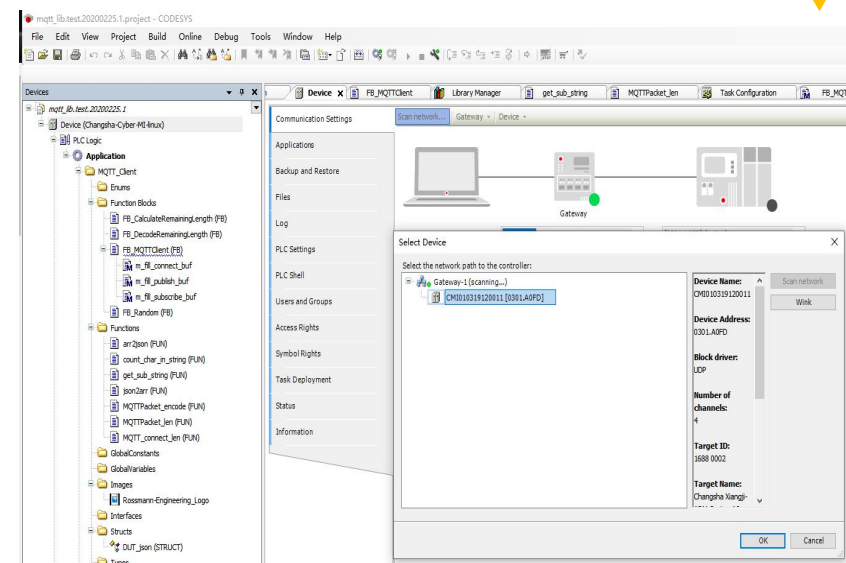 mqtt_lib.test.20200225.1.project - CODESYS
File Edit View Project Build Online Debug Tools Window Help
Devices
Device FB_MQTTClient Library Manager get_sub_string MQTTPacket_len Task Configuration FB_MQT
mqtt_lib.test.20200225.1
Device (Changsha-Cyber-MI-linux)
PLC Logic
Application
MQTT_Client
Enums
Function Blocks
FB_CalculateRemainingLength (FB)
FB_DecodeRemainingLength (FB)
FB_MQTTClient (FB)
m_fill_connect_buf
m_fill_publish_buf
m_fill_subscribe_buf
FB_Random (FB)
Functions
arr2json (FUN)
count_char_in_string (FUN)
get_sub_string (FUN)
json2arr (FUN)
MQTTPacket_encode (FUN)
MQTTPacket_len (FUN)
MQTT_connect_len (FUN)
GlobalConstants
GlobalVariables
Images
Rossmann-Engineering_Logo
Interfaces
Structs
DUT_json (STRUCT)
Types
Communication Settings
Applications
Backup and Restore
Files
Log
PLC Settings
PLC Shell
Users and Groups
Access Rights
Symbol Rights
Task Deployment
Status
Information
Scan network... Gateway Device
Gateway
Select Device
Select the network path to the controller:
Gateway-1 (scanning...)
CMI010319120011 [0301.A0FD]
Device Name:
CMI010319120011
Device Address:
0301.A0FD
Block driver:
UDP
Number of
channels:
4
Target ID:
1688 0002
Target Name:
Changsha Xiangji-
Scan network
Wink
OK Cancel